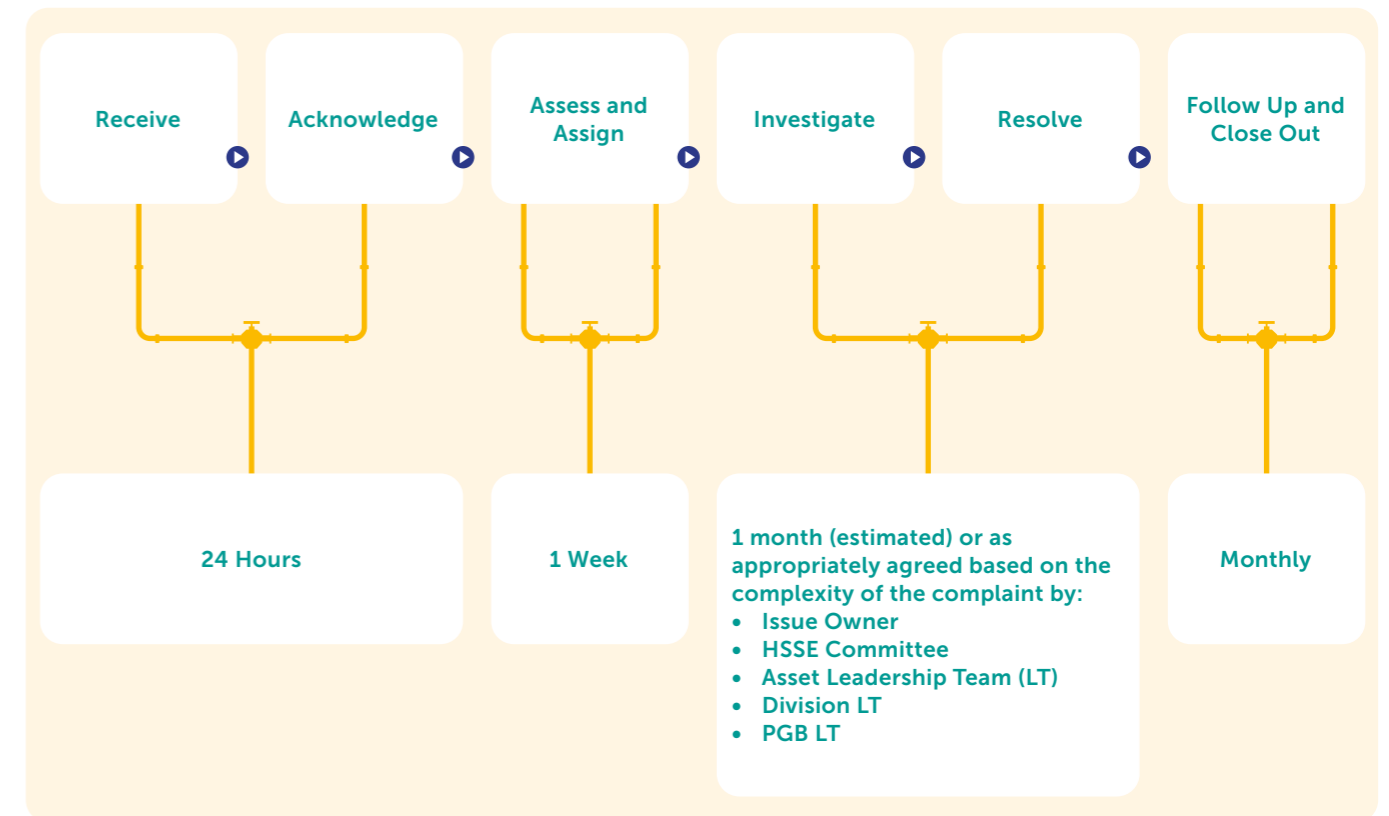 Receive
Acknowledge
Assess and
Assign
Investigate
Resolve
Follow Up and
Close Out
24 Hours
1 Week
1 month (estimated) or as
appropriately agreed based on the
complexity of the complaint by:
• Issue Owner
• HSSE Committee
• Asset Leadership Team (LT)
• Division LT
• PGB LT
Monthly